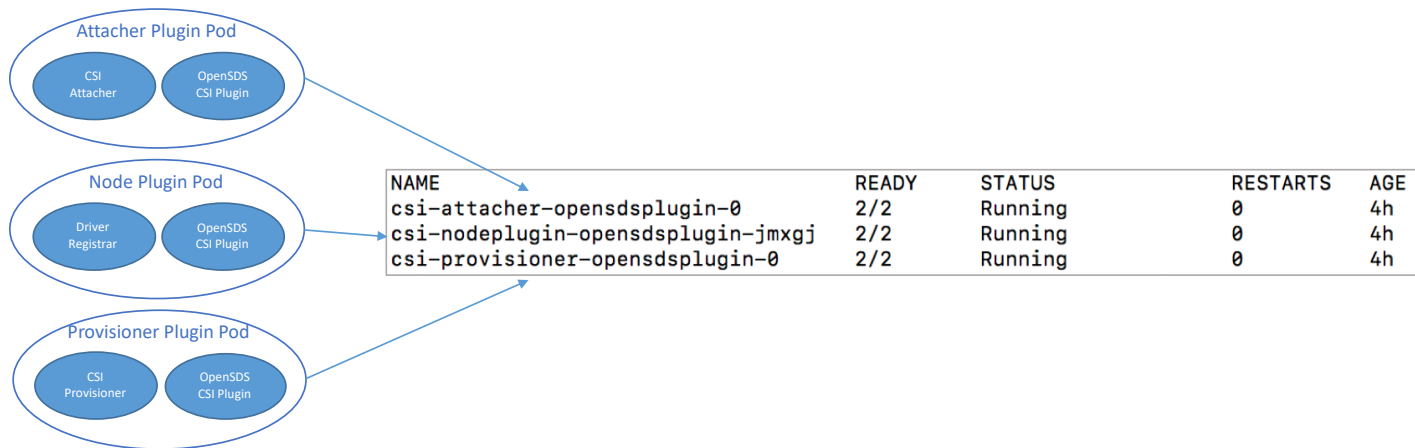 Attacher Plugin Pod
CSI
Attacher
OpenSDS
CSI Plugin
Node Plugin Pod
Driver
Registrar
OpenSDS
CSI Plugin
Provisioner Plugin Pod
CSI
Provisioner
OpenSDS
CSI Plugin
NAME READY STATUS RESTARTS AGE
csi-attacher-opensdsplugin-0 2/2 Running 0 4h
csi-nodeplugin-opensdsplugin-jmxgj 2/2 Running 0 4h
csi-provisioner-opensdsplugin-0 2/2 Running 0 4h